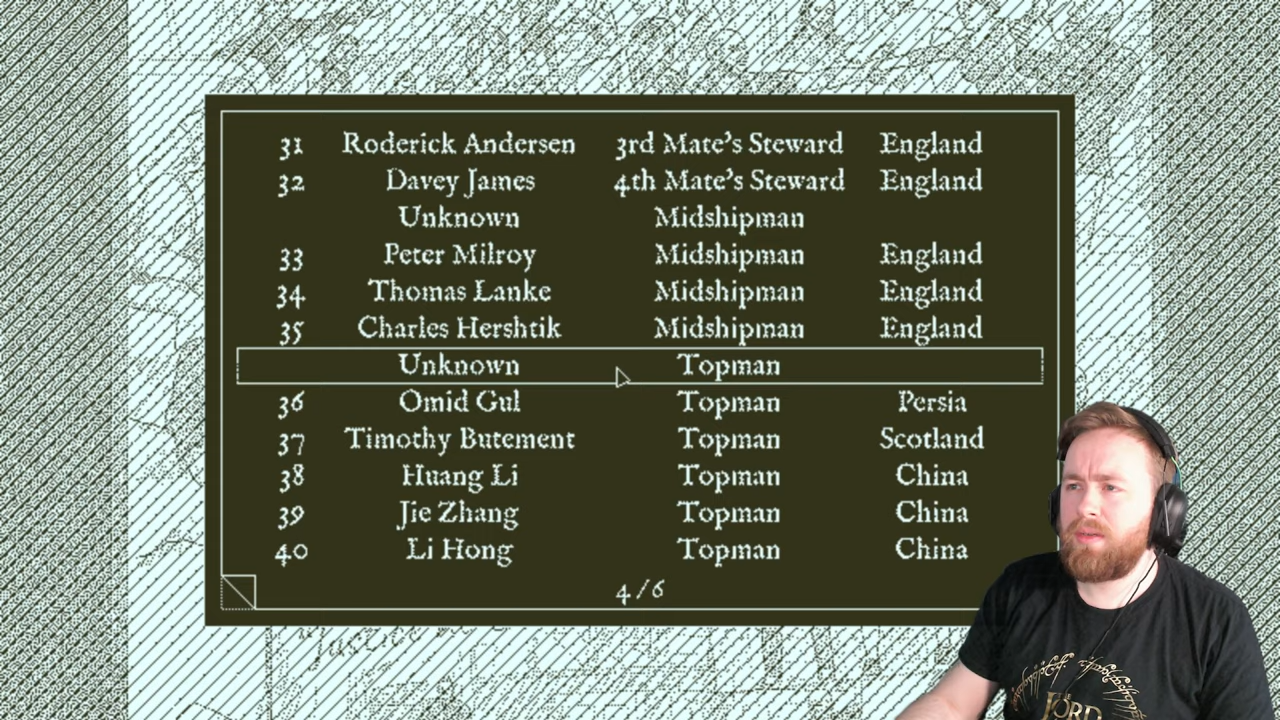 31 Roderick Andersen 3rd Mate's Steward England
32 Davey James 4th Mate's Steward England
Unknown Midshipman
33 Peter Milroy Midshipman England
34 Thomas Lanke Midshipman England
35 Charles Hershtik Midshipman England
Unknown Topman
36 Omid Gul Topman Persia
37 Timothy Butement Topman Scotland
38 Huang Li Topman China
39 Jie Zhang Topman China
40 Li Hong Topman China
4/6
THE
LORD